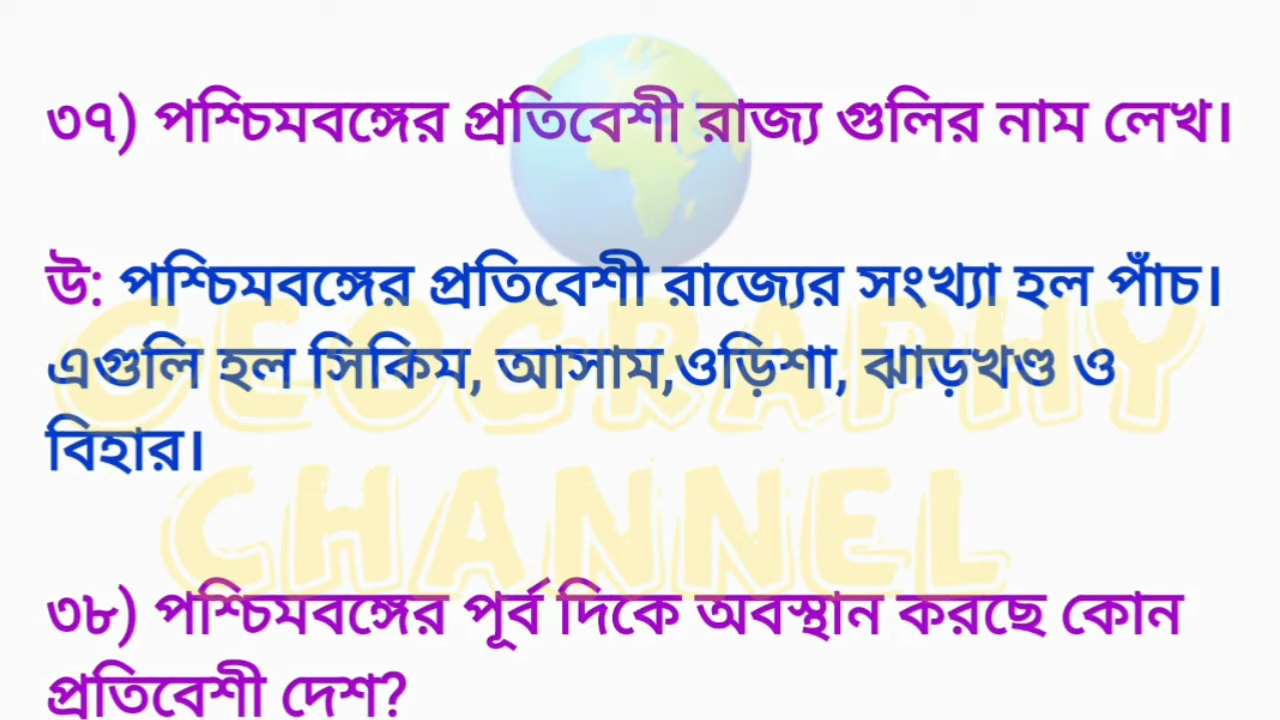 ৩৭) পশ্চিমবঙ্গের প্রতিবেশী রাজ্য গুলির নাম লেখ।
উ: পশ্চিমবঙ্গের প্রতিবেশী রাজ্যের সংখ্যা হল পাঁচ।
এগুলি হল সিকিম, আসাম,ওড়িশা, ঝাড়খণ্ড ও
বিহার।
GEOGRAPHY
CHANNEL
৩৮) পশ্চিমবঙ্গের পূর্ব দিকে অবস্থান করছে কোন
প্রতিবেশী দেশ?